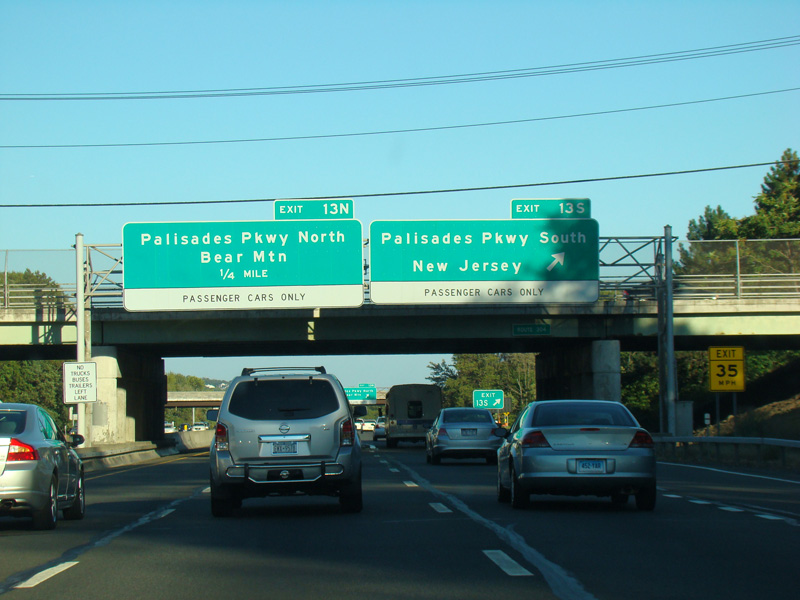 EXIT 13N
Palisades Pkwy North
Bear Mtn
1/4 MILE
PASSENGER CARS ONLY
EXIT 13S
Palisades Pkwy South
New Jersey
PASSENGER CARS ONLY
NO
TRUCKS
BUSES
TRAILERS
LEFT
LANE
EXIT
13S
EXIT
35
MPH